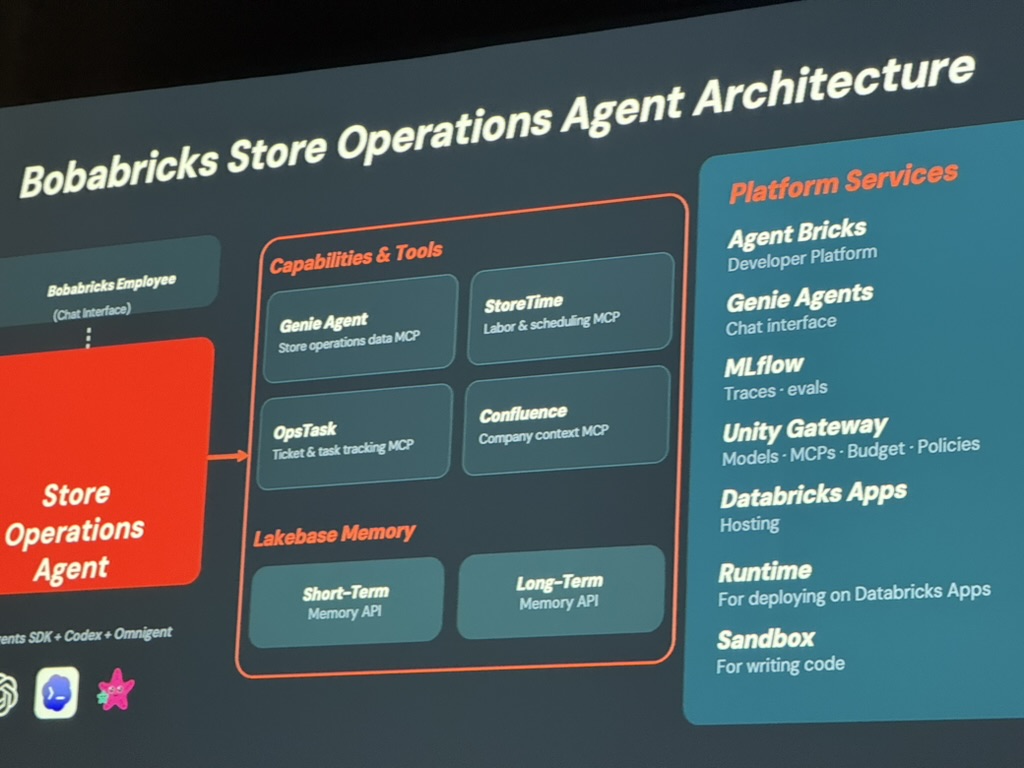 Bobabricks Store Operations Agent Architecture
Bobabricks Employee
(Chat Interface)
Store
Operations
Agent
SDK + Codex + Omnigent
Capabilities & Tools
Genie Agent
Store operations data MCP
StoreTime
Labor & scheduling MCP
OpsTask
Ticket & task tracking MCP
Confluence
Company context MCP
Lakebase Memory
Short-Term
Memory API
Long-Term
Memory API
Platform Services
Agent Bricks
Developer Platform
Genie Agents
Chat interface
MLflow
Traces · evals
Unity Gateway
Models · MCPs · Budget · Policies
Databricks Apps
Hosting
Runtime
For deploying on Databricks Apps
Sandbox
For writing code